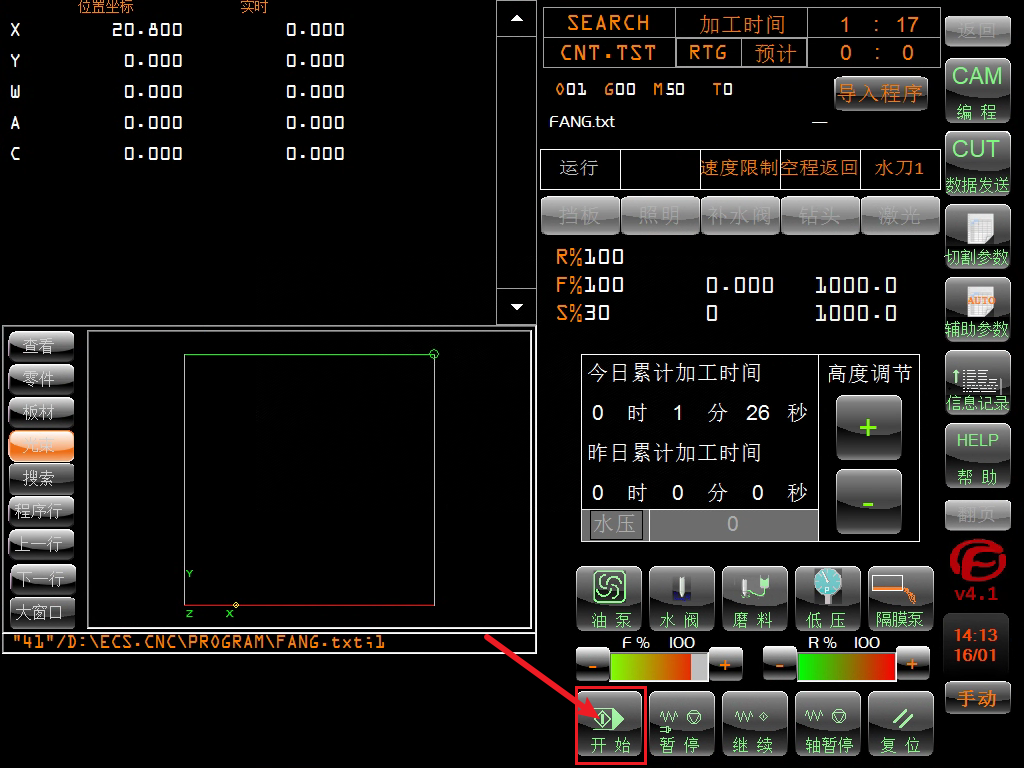 位置坐标 实时
X 20.800 0.000
Y 0.000 0.000
W 0.000 0.000
A 0.000 0.000
C 0.000 0.000
SEARCH 加工时间 1 : 17
CNT.TST RTG 预计 0 : 0
O01 G00 M50 T0 导入程序
FANG.txt —
运行 速度限制 空程返回 水刀1
挡板 照明 补水阀 钻头 激光
R%100
F%100 0.000 1000.0
S%30 0 1000.0
查看
零件
板材
光束
搜索
程序行
上一行
下一行
大窗口
Y
Z X
"41"/D:\ECS.CNC\PROGRAM\FANG.txt;1
今日累计加工时间
0 时 1 分 26 秒
昨日累计加工时间
0 时 0 分 0 秒
水压 0
高度调节
+
-
油泵 水阀 磨料 低压 隔膜泵
F% 100 R% 100
- + - +
开始 暂停 继续 轴暂停 复位
返回
CAM
编程
CUT
数据发送
切割参数
AUTO
辅助参数
信息记录
HELP
帮助
翻页
v4.1
14:13
16/01
手动